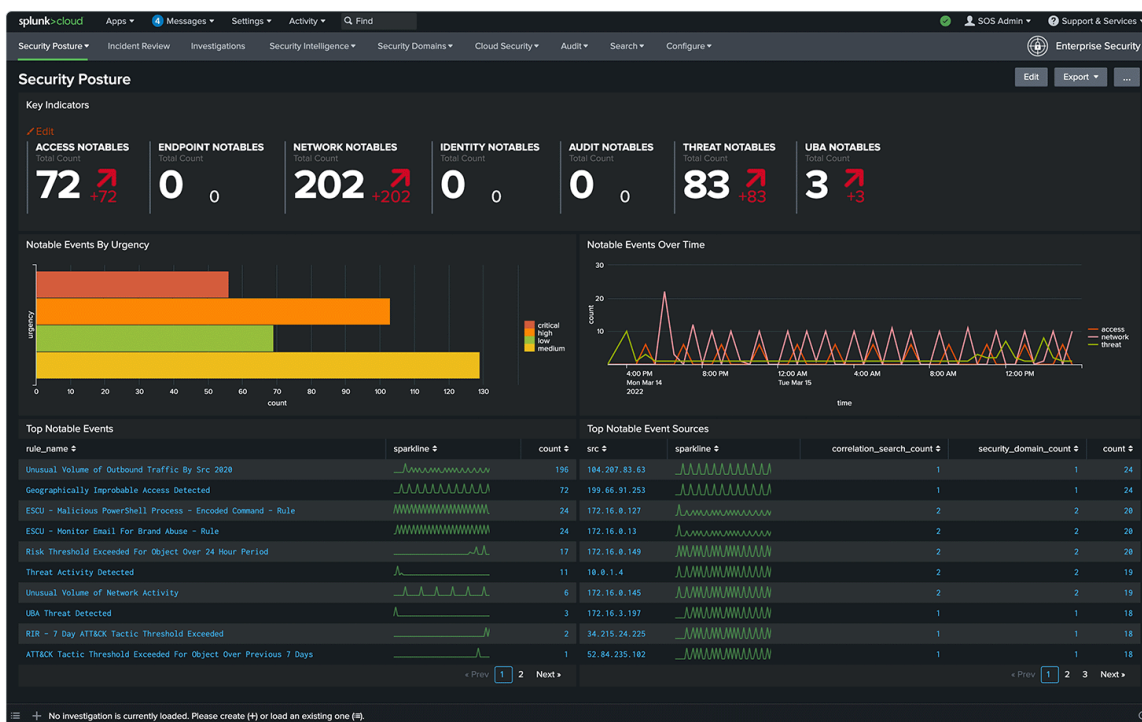 splunk>cloud Apps 4 Messages Settings Activity Find SOS Admin Support & Services
Security Posture Incident Review Investigations Security Intelligence Security Domains Cloud Security Audit Search Configure Enterprise Security
Security Posture Edit Export ...
Key Indicators
Edit
ACCESS NOTABLES ENDPOINT NOTABLES NETWORK NOTABLES IDENTITY NOTABLES AUDIT NOTABLES THREAT NOTABLES UBA NOTABLES
Total Count Total Count Total Count Total Count Total Count Total Count Total Count
72 +72 0 0 202 +202 0 0 0 0 83 +83 3 +3
Notable Events By Urgency
urgency
critical
high
low
medium
0 10 20 30 40 50 60 70 80 90 100 110 120 130
count
Notable Events Over Time
30
20
10
count
access
network
threat
4:00 PM 8:00 PM 12:00 AM 4:00 AM 8:00 AM 12:00 PM
Mon Mar 14 Tue Mar 15
2022
time
Top Notable Events
rule_name sparkline count
Unusual Volume of Outbound Traffic By Src 2020 196
Geographically Improbable Access Detected 72
ESCU - Malicious PowerShell Process - Encoded Command - Rule 24
ESCU - Monitor Email For Brand Abuse - Rule 24
Risk Threshold Exceeded For Object Over 24 Hour Period 17
Threat Activity Detected 11
Unusual Volume of Network Activity 6
UBA Threat Detected 3
RIR - 7 Day ATT&CK Tactic Threshold Exceeded 2
ATT&CK Tactic Threshold Exceeded For Object Over Previous 7 Days 1
« Prev 1 2 Next »
Top Notable Event Sources
src sparkline correlation_search_count security_domain_count count
104.207.83.63 1 1 24
199.66.91.253 1 1 24
172.16.0.127 2 2 20
172.16.0.13 2 2 20
172.16.0.149 2 2 20
10.0.1.4 2 2 19
172.16.0.145 2 2 19
172.16.3.197 1 1 18
34.215.24.225 1 1 18
52.84.235.102 1 1 18
« Prev 1 2 3 Next »
No investigation is currently loaded. Please create (+) or load an existing one (≡).